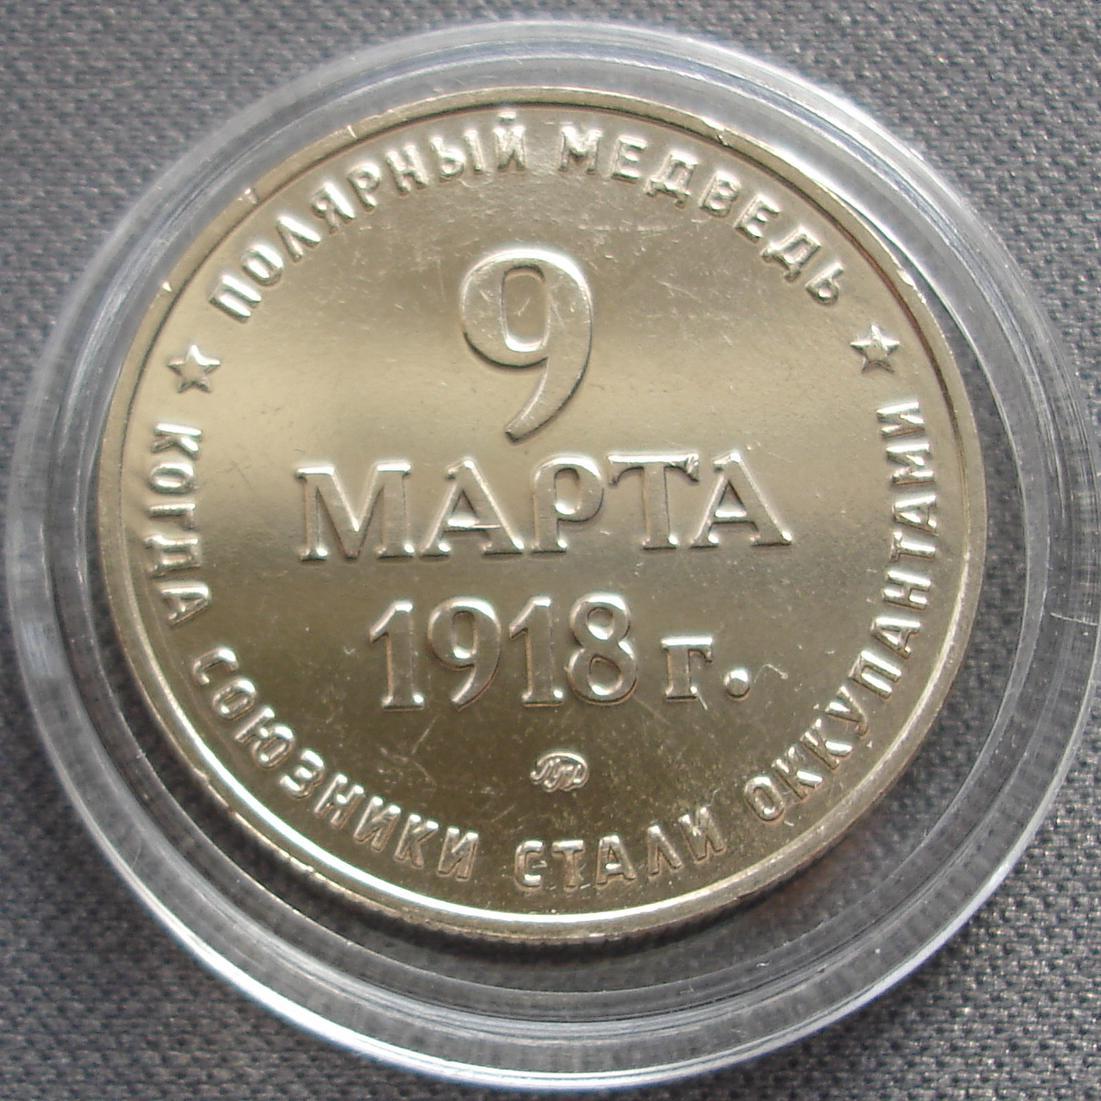 ПОЛЯРНЫЙ МЕДВЕДЬ
9
МАРТА
1918 г.
КОГДА СОЮЗНИКИ СТАЛИ ОККУПАНТАМИ